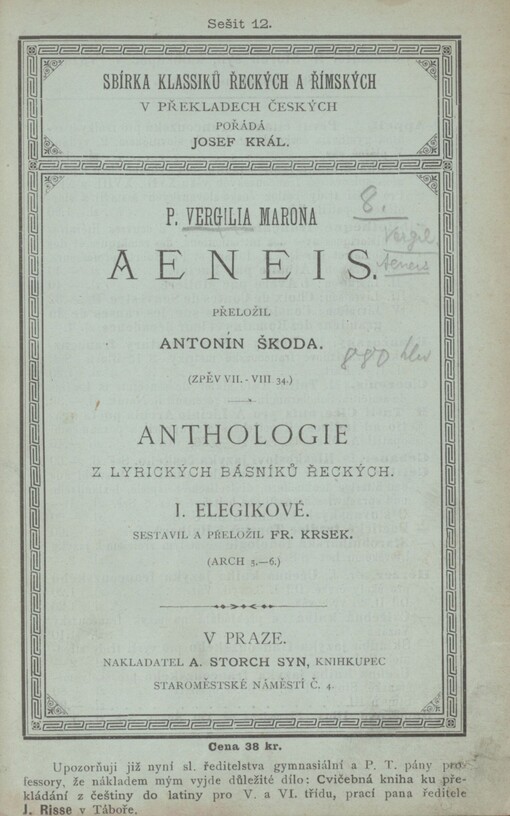 Sešit 12.
SBÍRKA KLASSIKŮ ŘECKÝCH A ŘÍMSKÝCH
V PŘEKLADECH ČESKÝCH
POŘÁDÁ
JOSEF KRÁL.
P. VERGILIA MARONA
8.
Vergil,
AENEIS.
Aeneis
PŘELOŽIL
ANTONÍN ŠKODA.
880
(ZPĚV VII. - VIII 34.)
ANTHOLOGIE
Z LYRICKÝCH BÁSNÍKŮ ŘECKÝCH.
I. ELEGIKOVÉ.
SESTAVIL A PŘELOŽIL FR. KRSEK.
(ARCH 3.—6.)
V PRAZE.
NAKLADATEL A. STORCH SYN, KNIHKUPEC
STAROMĚSTSKÉ NÁMĚSTÍ Č. 4.
Cena 38 kr.
Upozorňuji již nyní sl. ředitelstva gymnasiální a P. T. pány pro-
fessory, že nákladem mým vyjde důležité dílo: Cvičebná kniha ku pře-
kládání z češtiny do latiny pro V. a VI. třídu, prací pana ředitele
J. Risse v Táboře.